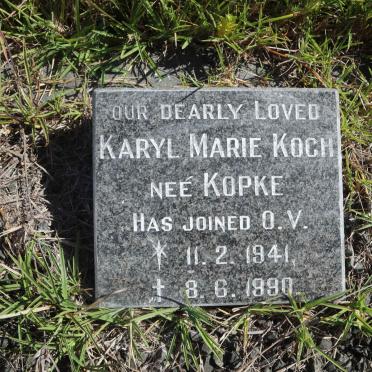 OUR DEARLY LOVED
KARYL MARIE KOCH
NEÉ KOPKE
HAS JOINED O.V.
* 11.2.1941.
† 8.6.1990.